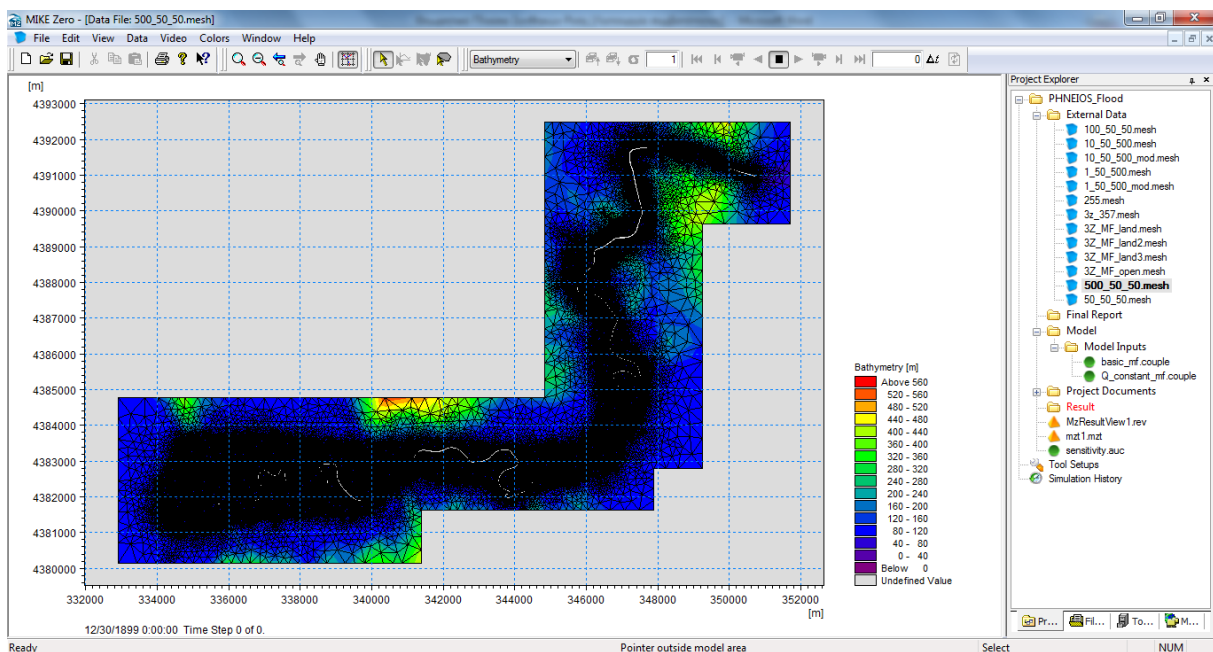 MIKE Zero - [Data File: 500_50_50.mesh]
File Edit View Data Video Colors Window Help
Bathymetry 1 0 Δt
[m]
4393000
4392000
4391000
4390000
4389000
4388000
4387000
4386000
4385000
4384000
4383000
4382000
4381000
4380000
332000 334000 336000 338000 340000 342000 344000 346000 348000 350000 352000
[m]
12/30/1899 0:00:00 Time Step 0 of 0.
Bathymetry [m]
Above 560
520 - 560
480 - 520
440 - 480
400 - 440
360 - 400
320 - 360
280 - 320
240 - 280
200 - 240
160 - 200
120 - 160
80 - 120
40 - 80
0 - 40
Below 0
Undefined Value
Project Explorer
PHNEIOS_Flood
External Data
100_50_50.mesh
10_50_500.mesh
10_50_500_mod.mesh
1_50_500.mesh
1_50_500_mod.mesh
255.mesh
3z_357.mesh
3Z_MF_land.mesh
3Z_MF_land2.mesh
3Z_MF_land3.mesh
3Z_MF_open.mesh
500_50_50.mesh
50_50_50.mesh
Final Report
Model
Model Inputs
basic_mf.couple
Q_constant_mf.couple
Project Documents
Result
MzResultView1.rev
mzt1.mzt
sensitivity.auc
Tool Setups
Simulation History
Pr... Fil... To... M...
Ready Pointer outside model area Select NUM